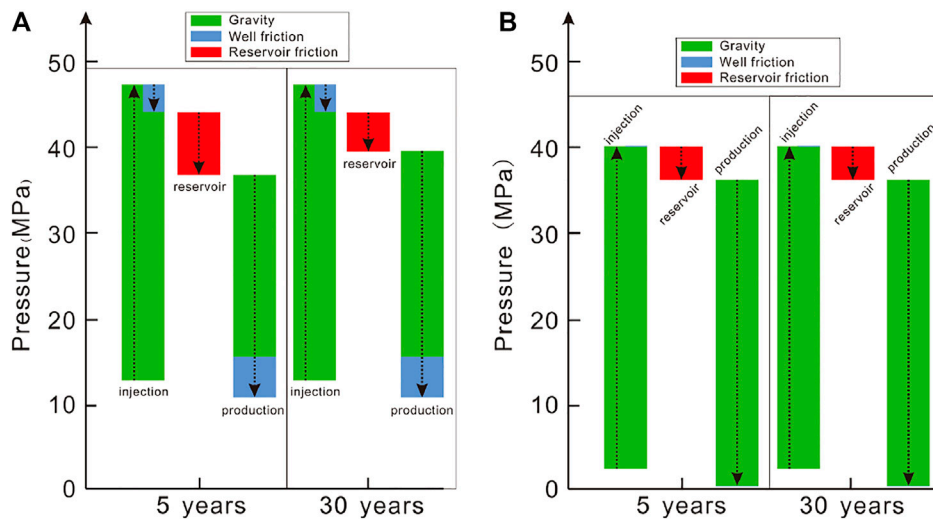 A
Gravity
Well friction
Reservoir friction
50
40
30
20
10
0
Pressure(MPa)
injection
reservoir
production
injection
reservoir
production
5 years
30 years
B
Gravity
Well friction
Reservoir friction
50
40
30
20
10
0
Pressure (MPa)
injection
reservoir
production
injection
reservoir
production
5 years
30 years